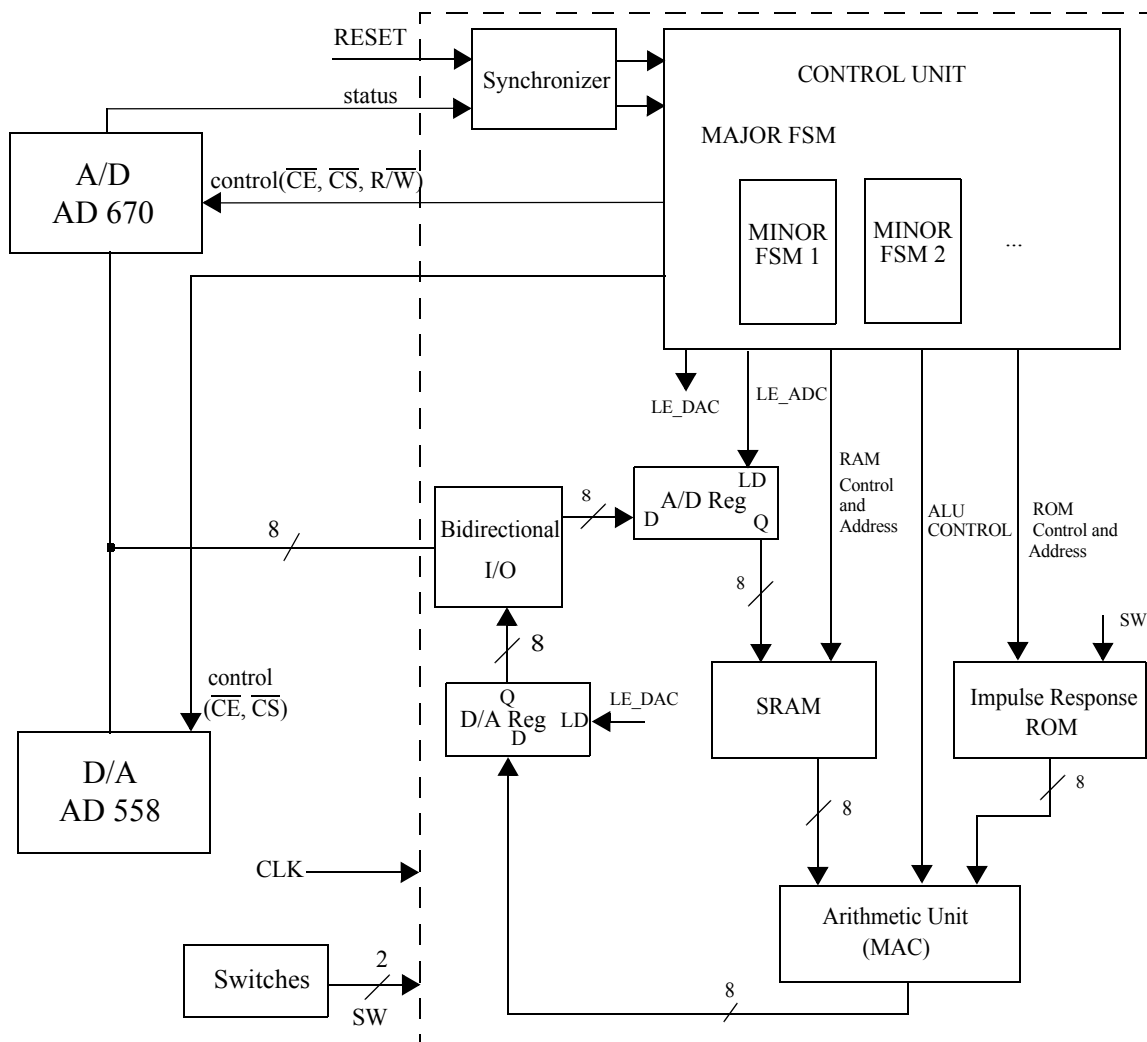 RESET
Synchronizer
CONTROL UNIT
status
MAJOR FSM
A/D
AD 670
control(CE, CS, R/W)
MINOR
FSM 1
MINOR
FSM 2
...
LE_DAC
LE_ADC
RAM
Control
and
Address
ALU
CONTROL
ROM
Control and
Address
LD
A/D Reg
D
Q
8
Bidirectional
I/O
8
8
8
SW
control
(CE, CS)
Q
D/A Reg
D
LD
LE_DAC
SRAM
Impulse Response
ROM
D/A
AD 558
8
8
CLK
Arithmetic Unit
(MAC)
Switches
2
SW
8